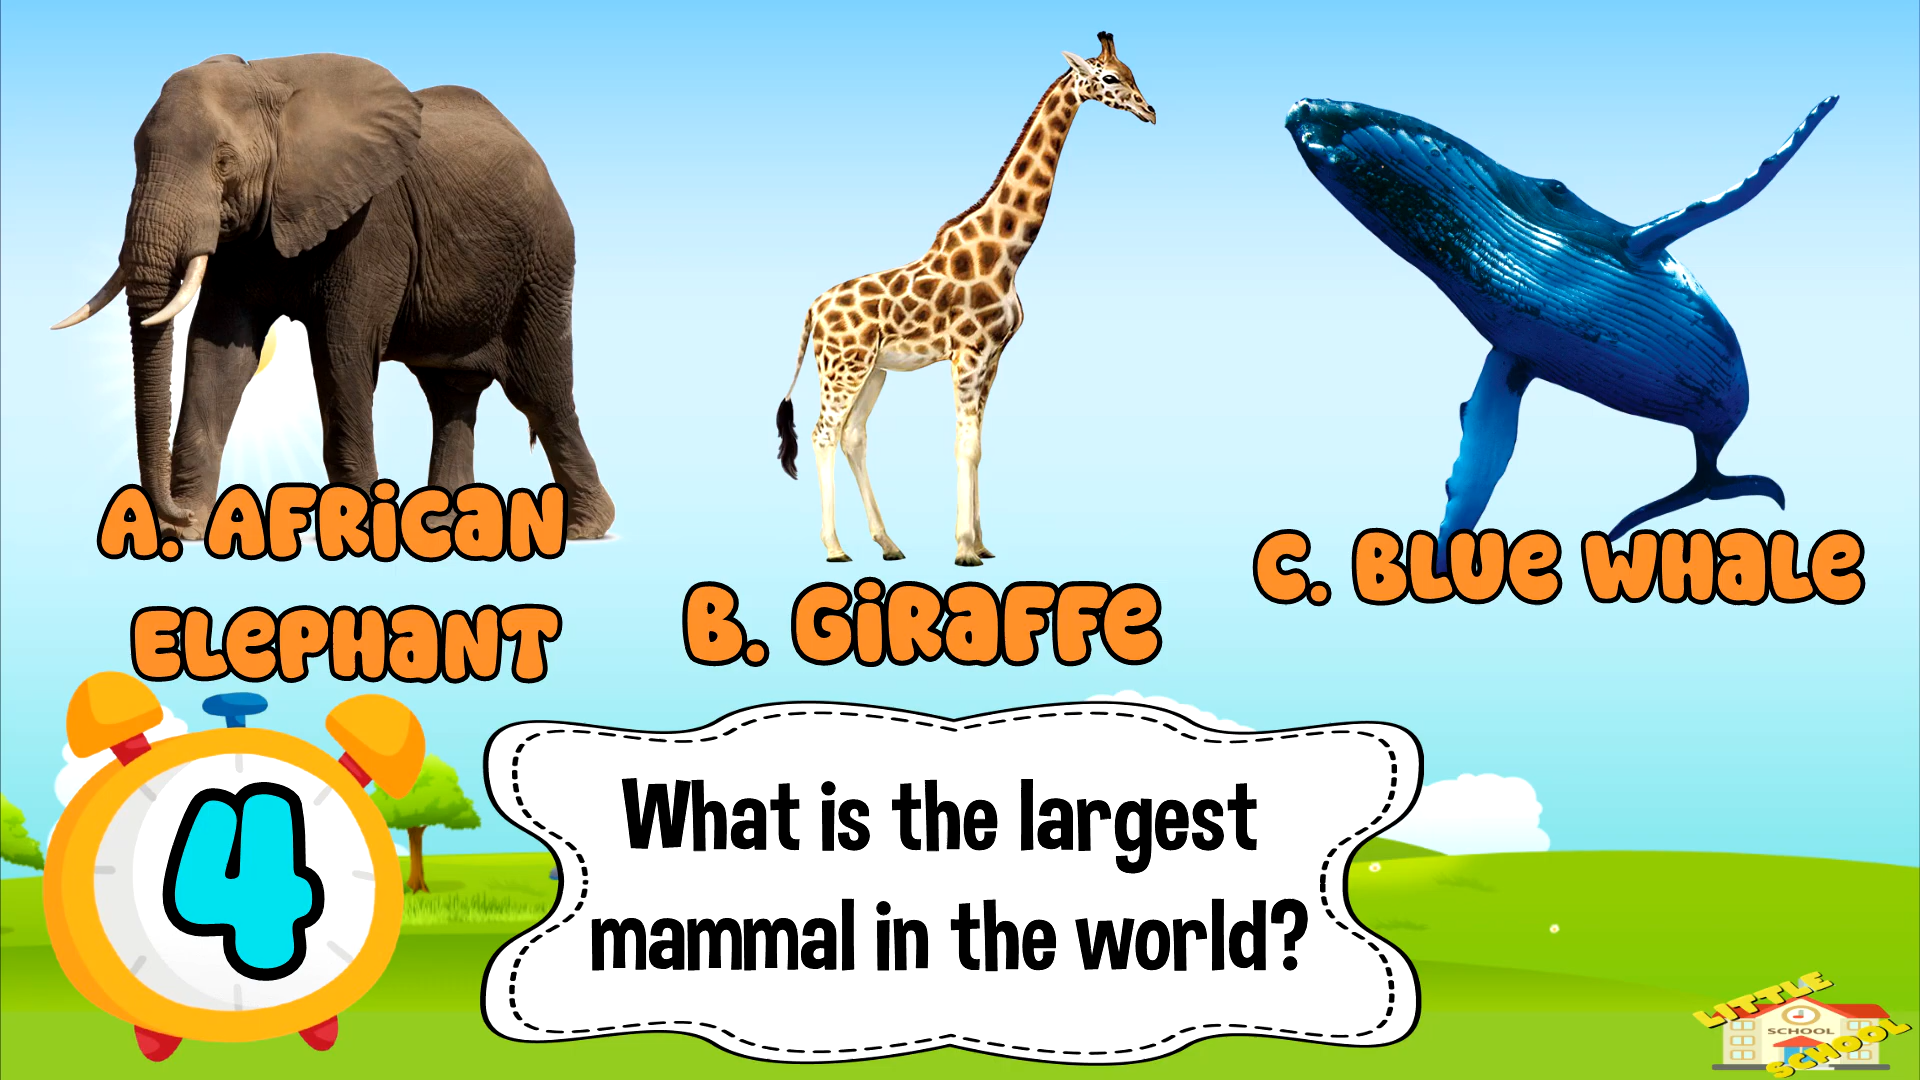 A. AFRICAN
ELEPHANT
B. GIRAFFE
C. BLUE WHALE
4
What is the largest
mammal in the world?
LITTLE
SCHOOL
SCHOOL